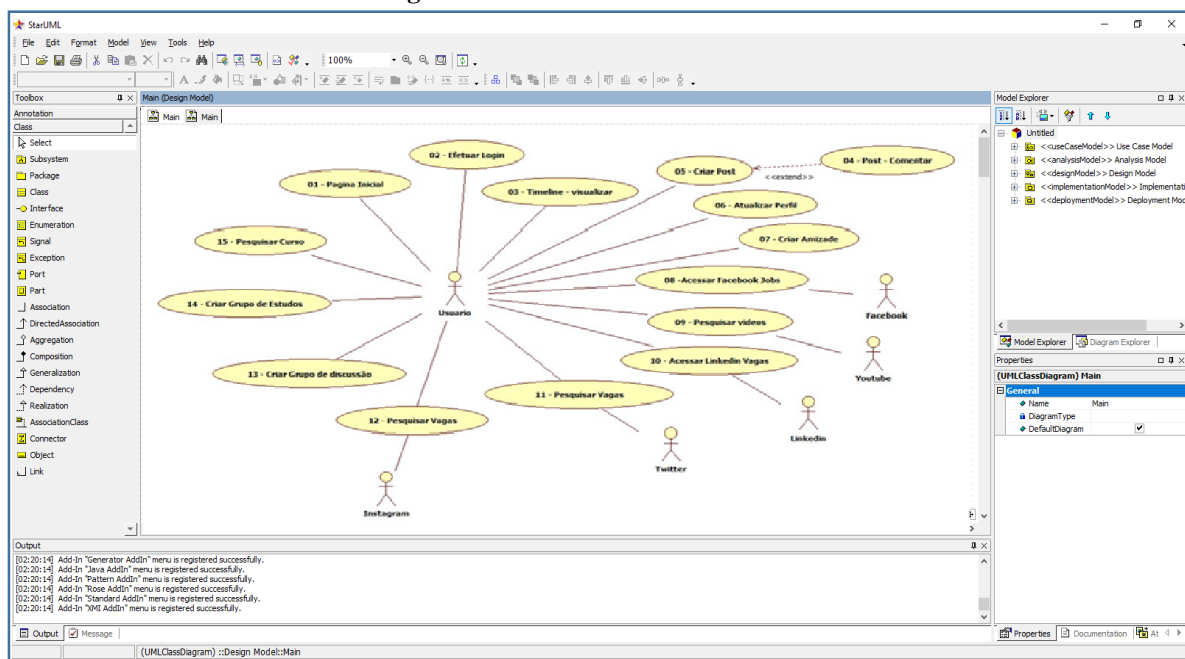 StarUML
File Edit Format Model View Tools Help
100%
Toolbox
Annotation
Class
Select
Subsystem
Package
Class
Interface
Enumeration
Signal
Exception
Port
Part
Association
DirectedAssociation
Aggregation
Composition
Generalization
Dependency
Realization
AssociationClass
Connector
Object
Link
Main (Design Model)
Main Main
02 - Efetuar Login
01 - Pagina Inicial
03 - Timeline - visualizar
05 - Criar Post
<<extend>>
04 - Post - Comentar
06 - Atualizar Perfil
07 - Criar Amizade
15 - Pesquisar Curso
08 -Acessar Facebook Jobs
Facebook
14 - Criar Grupo de Estudos
Usuario
09 - Pesquisar videos
Youtube
10 - Acessar Linkedin Vagas
13 - Criar Grupo de discussão
11 - Pesquisar Vagas
Linkedin
12 - Pesquisar Vagas
Twitter
Instagram
Model Explorer
Untitled
<<useCaseModel>> Use Case Model
<<analysisModel>> Analysis Model
<<designModel>> Design Model
<<implementationModel>> Implementati
<<deploymentModel>> Deployment Mod
Model Explorer Diagram Explorer
Properties
(UMLClassDiagram) Main
General
Name Main
DiagramType
DefaultDiagram
Properties Documentation At
Output
[02:20:14] Add-In "Generator AddIn" menu is registered successfully.
[02:20:14] Add-In "Java AddIn" menu is registered successfully.
[02:20:14] Add-In "Pattern AddIn" menu is registered successfully.
[02:20:14] Add-In "Rose AddIn" menu is registered successfully.
[02:20:14] Add-In "Standard AddIn" menu is registered successfully.
[02:20:14] Add-In "XMI AddIn" menu is registered successfully.
Output Message
(UMLClassDiagram) ::Design Model::Main